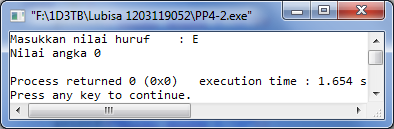 "F:\1D3TB\Lubisa 1203119052\PP4-2.exe"
Masukkan nilai huruf    : E
Nilai angka 0
Process returned 0 (0x0)   execution time : 1.654 s
Press any key to continue.